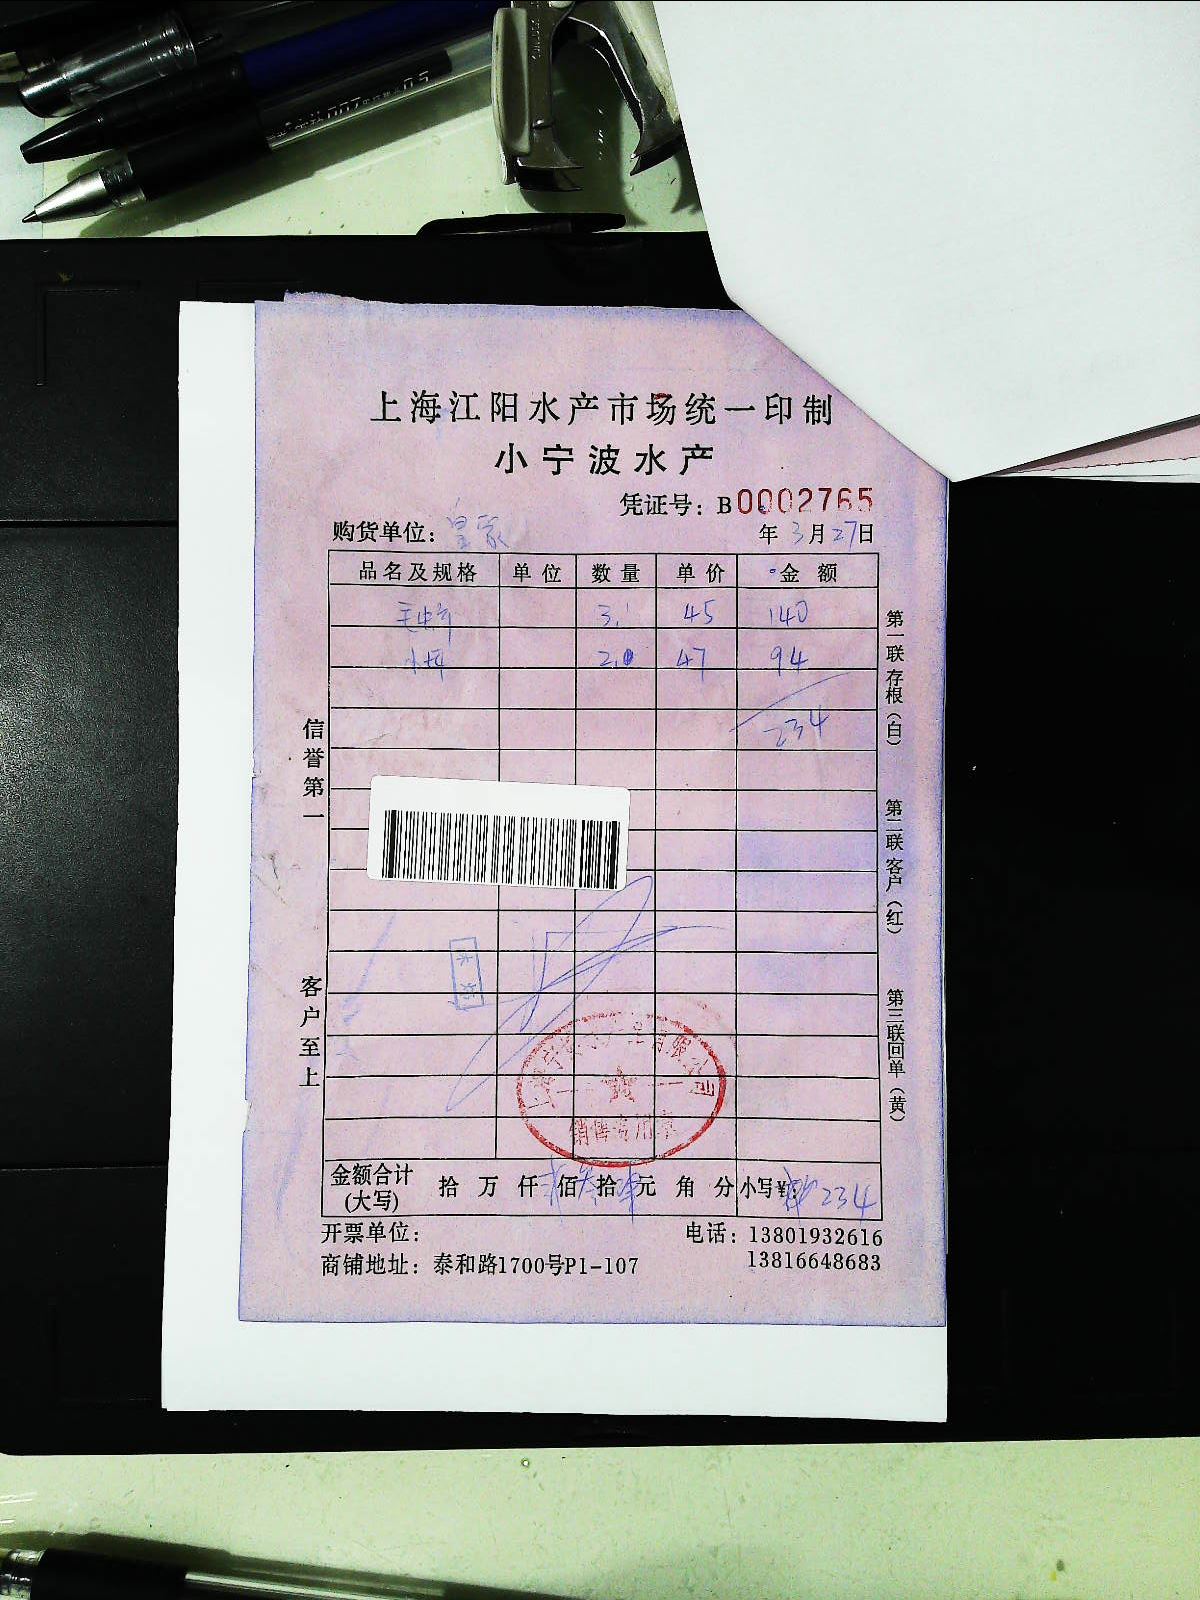 上海江阳水产市场统一印制
小宁波水产
凭证号：B0002765
购货单位：皇家
年 3月27日
品名及规格 单位 数量 单价 金额
3.1 45 140
2.0 47 94
234
信誉第一
客户至上
第一联存根（白）
第二联客户（红）
第三联回单（黄）
销售专用章
金额合计（大写） 拾 万 仟 佰 拾 元 角 分 小写¥： 234
开票单位：
电话：13801932616
商铺地址：泰和路1700号P1-107
13816648683